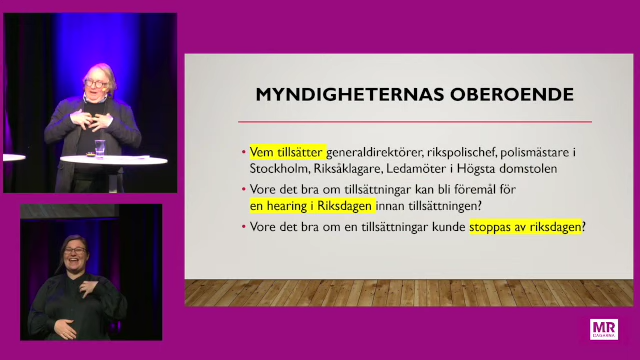 MYNDIGHETERNAS OBEROENDE
• Vem tillsätter generaldirektörer, rikspolischef, polismästare i
Stockholm, Riksåklagare, Ledamöter i Högsta domstolen
• Vore det bra om tillsättningar kan bli föremål för
en hearing i Riksdagen innan tillsättningen?
• Vore det bra om en tillsättningar kunde stoppas av riksdagen?
MR
DAGARNA